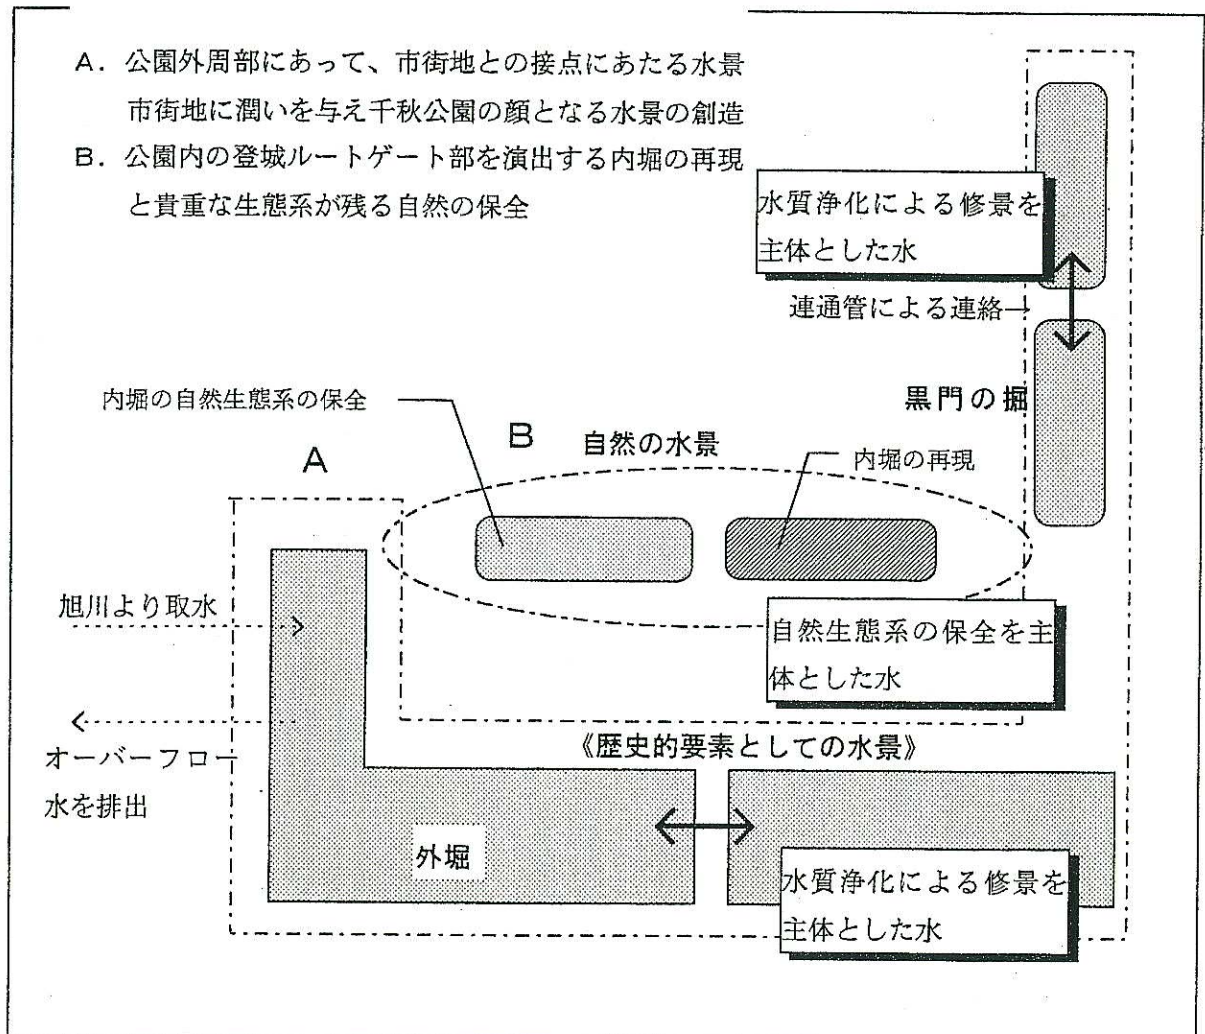 A．公園外周部にあって、市街地との接点にあたる水景
市街地に潤いを与え千秋公園の顔となる水景の創造
B．公園内の登城ルートゲート部を演出する内堀の再現
と貴重な生態系が残る自然の保全
水質浄化による修景を
主体とした水
連通管による連絡
黒門の掘
内堀の自然生態系の保全
A
B
自然の水景
内堀の再現
旭川より取水
自然生態系の保全を主
体とした水
オーバーフロー
水を排出
《歴史的要素としての水景》
外堀
水質浄化による修景を
主体とした水